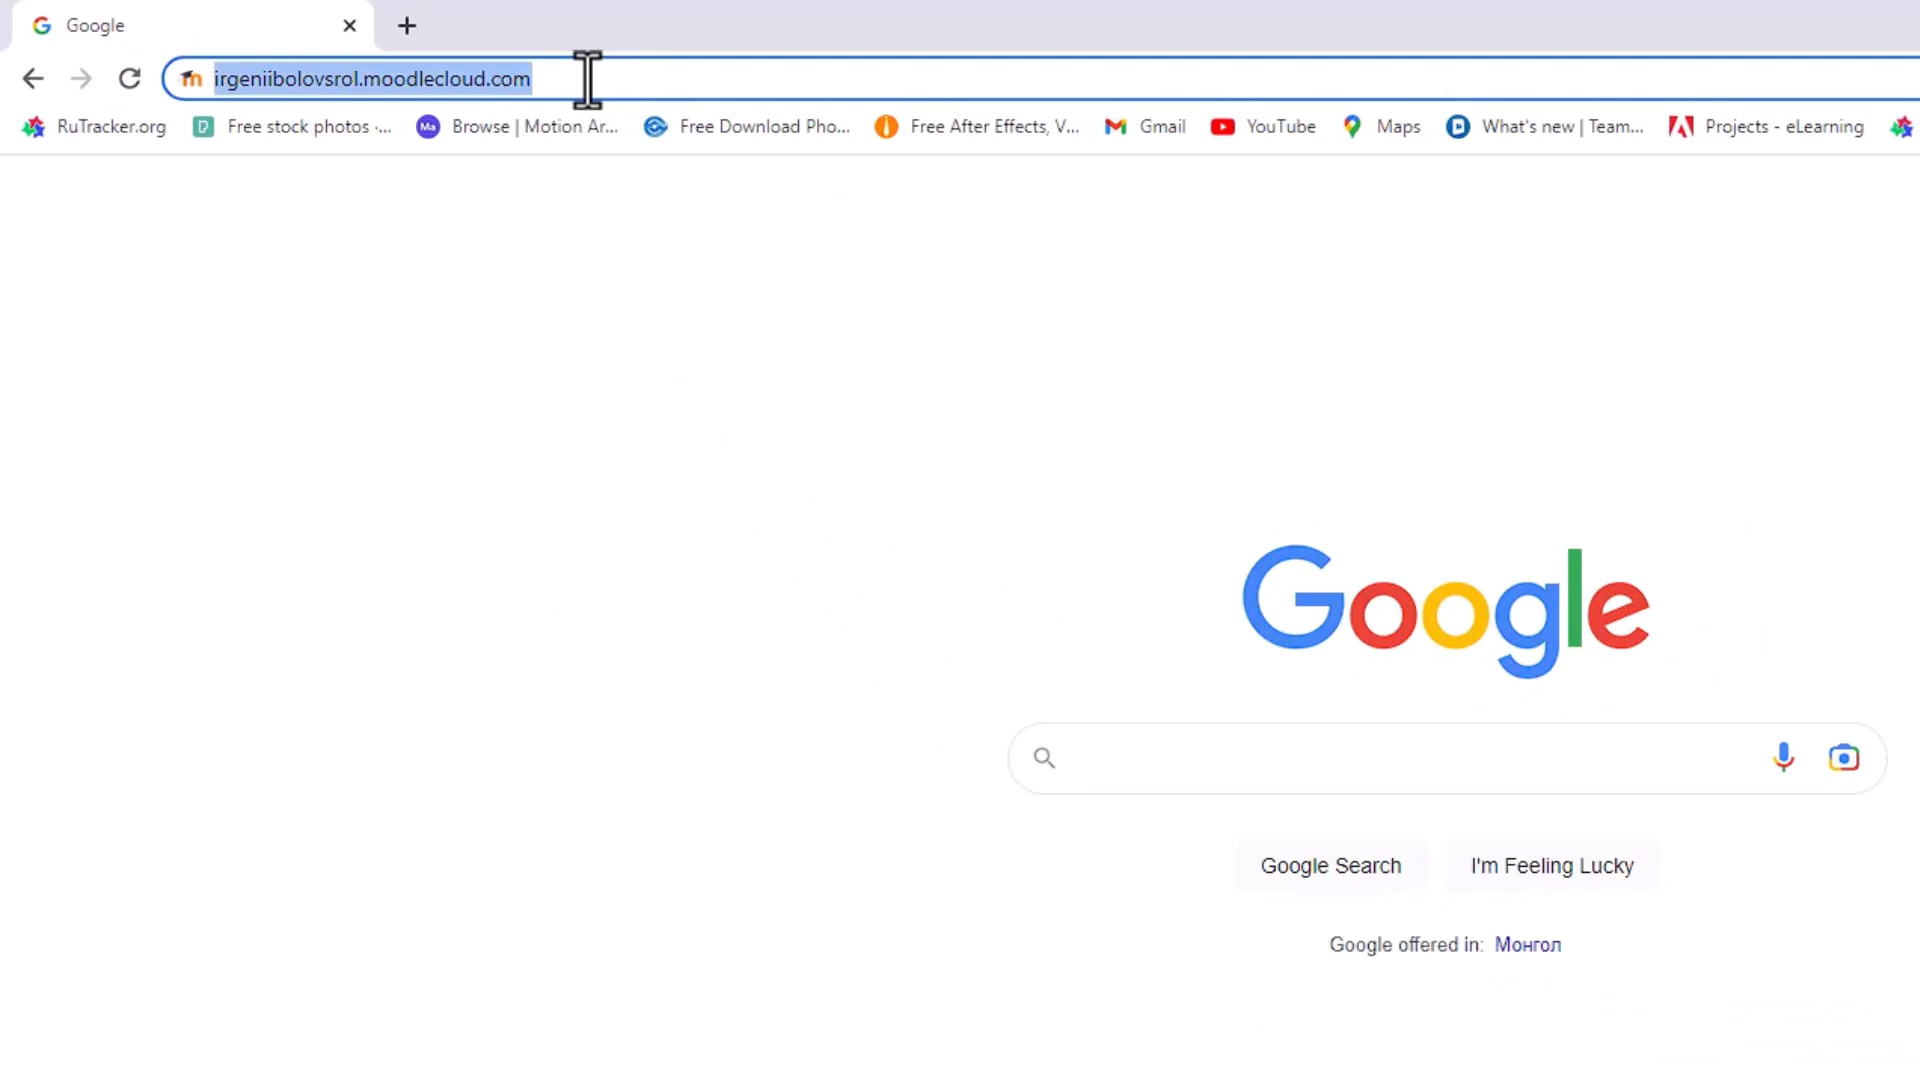 Google
irgeniibolovsrol.moodlecloud.com
RuTracker.org Free stock photos ·... Ma Browse | Motion Ar... Free Download Pho... Free After Effects, V... Gmail YouTube Maps What's new | Team... Projects - eLearning
Google
Google Search I'm Feeling Lucky
Google offered in: Монгол